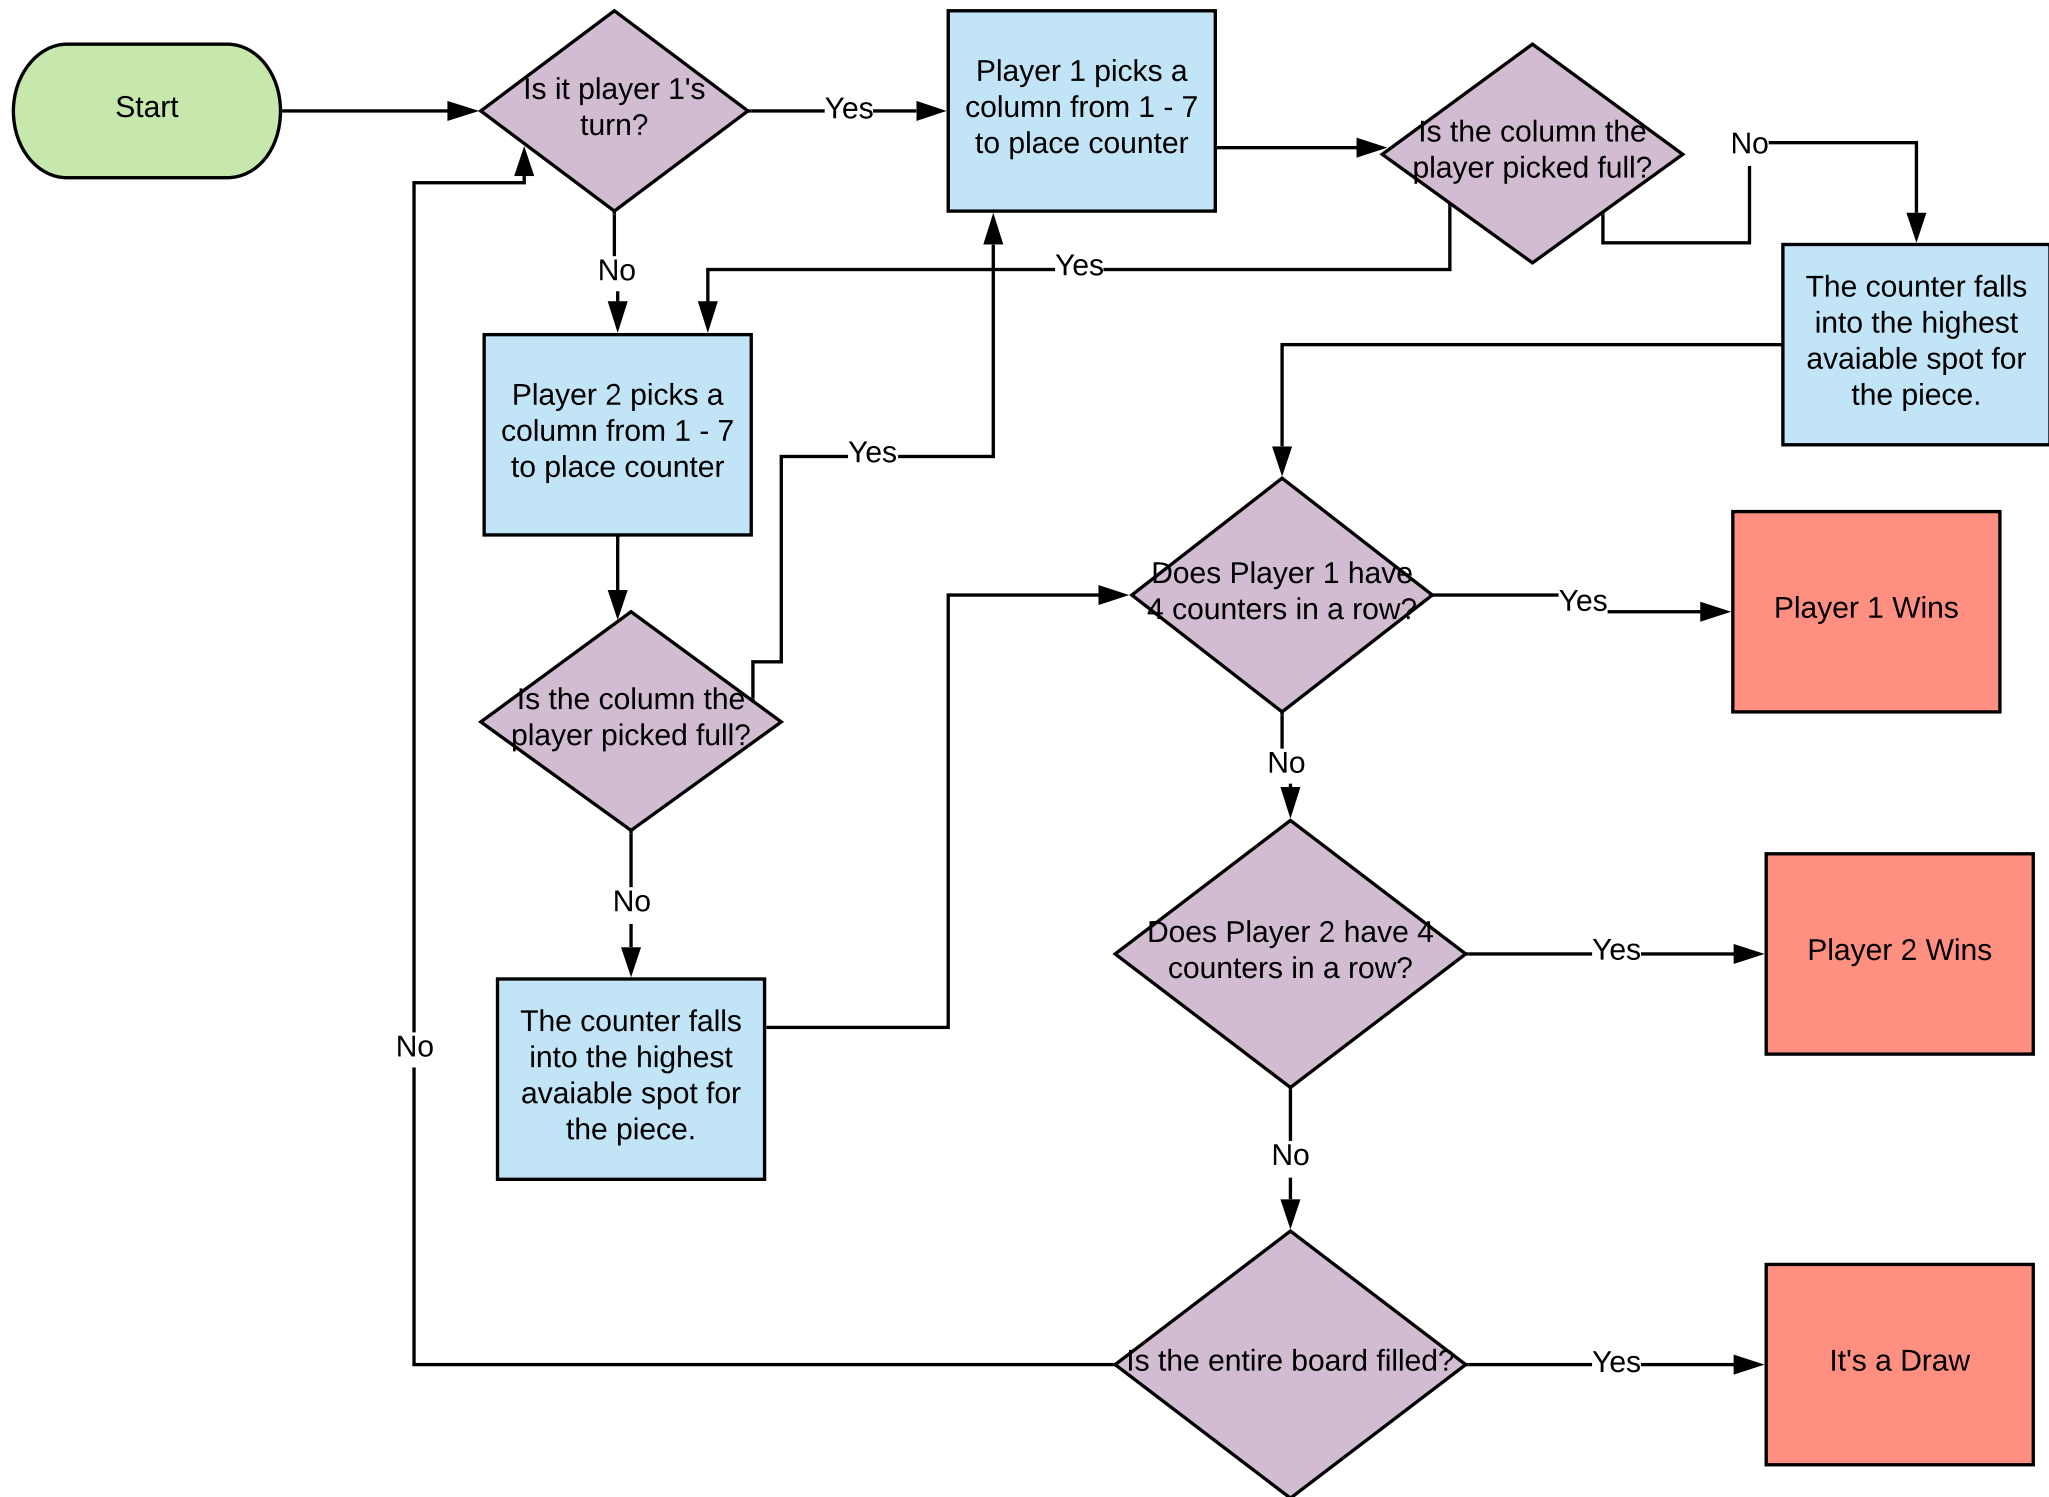 Start
Is it player 1's
turn?
Yes
Player 1 picks a
column from 1 - 7
to place counter
Is the column the
player picked full?
No
The counter falls
into the highest
avaiable spot for
the piece.
No
Yes
Player 2 picks a
column from 1 - 7
to place counter
Yes
Is the column the
player picked full?
No
The counter falls
into the highest
avaiable spot for
the piece.
Does Player 1 have
4 counters in a row?
Yes
Player 1 Wins
No
Does Player 2 have 4
counters in a row?
Yes
Player 2 Wins
No
No
Is the entire board filled?
Yes
It's a Draw